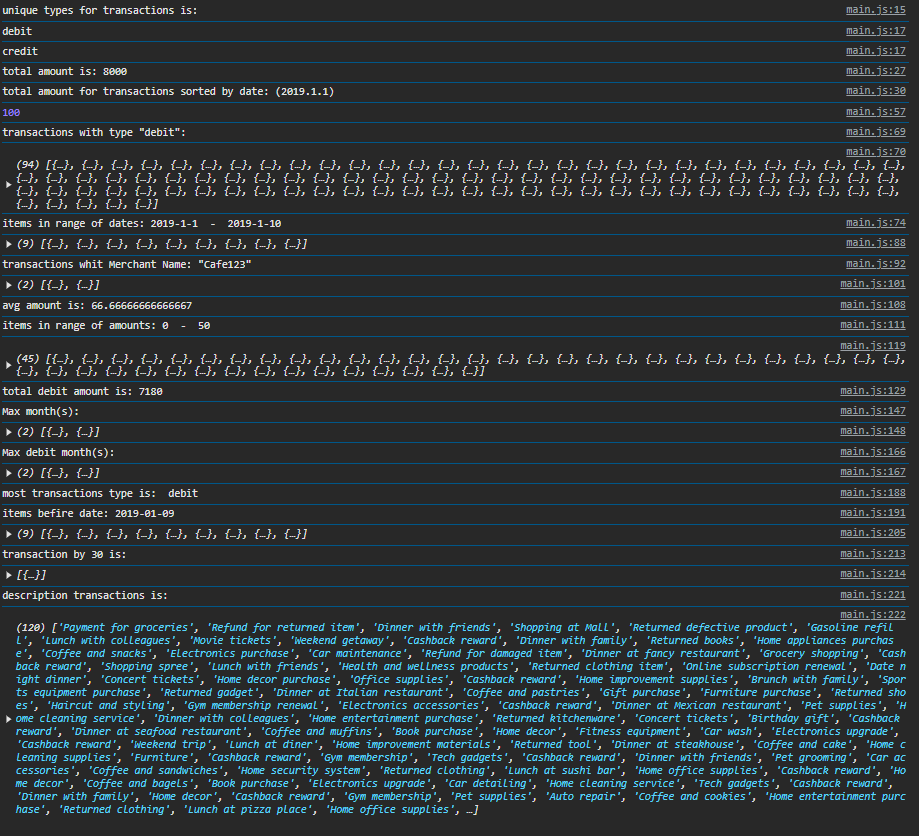 unique types for transactions is: main.js:15
debit main.js:17
credit main.js:17
total amount is: 8000 main.js:27
total amount for transactions sorted by date: (2019.1.1) main.js:30
100 main.js:57
transactions with type "debit": main.js:69
main.js:70
(94) [{…}, {…}, {…}, {…}, {…}, {…}, {…}, {…}, {…}, {…}, {…}, {…}, {…}, {…}, {…}, {…}, {…}, {…}, {…}, {…}, {…}, {…}, {…}, {…}, {…}, {…}, {…}, {…}, {…},
{…}, {…}, {…}, {…}, {…}, {…}, {…}, {…}, {…}, {…}, {…}, {…}, {…}, {…}, {…}, {…}, {…}, {…}, {…}, {…}, {…}, {…}, {…}, {…}, {…}, {…}, {…}, {…}, {…}, {…},
{…}, {…}, {…}, {…}, {…}, {…}, {…}, {…}, {…}, {…}, {…}, {…}, {…}, {…}, {…}, {…}, {…}, {…}, {…}, {…}, {…}, {…}, {…}, {…}, {…}, {…}, {…}, {…}, {…}, {…},
{…}, {…}, {…}, {…}, {…}]
items in range of dates: 2019-1-1 - 2019-1-10 main.js:74
(9) [{…}, {…}, {…}, {…}, {…}, {…}, {…}, {…}, {…}] main.js:88
transactions whit Merchant Name: "Cafe123" main.js:92
(2) [{…}, {…}] main.js:101
avg amount is: 66.66666666666667 main.js:108
items in range of amounts: 0 - 50 main.js:111
main.js:119
(45) [{…}, {…}, {…}, {…}, {…}, {…}, {…}, {…}, {…}, {…}, {…}, {…}, {…}, {…}, {…}, {…}, {…}, {…}, {…}, {…}, {…}, {…}, {…}, {…}, {…}, {…}, {…}, {…}, {…},
{…}, {…}, {…}, {…}, {…}, {…}, {…}, {…}, {…}, {…}, {…}, {…}, {…}, {…}, {…}, {…}]
total debit amount is: 7180 main.js:129
Max month(s): main.js:147
(2) [{…}, {…}] main.js:148
Max debit month(s): main.js:166
(2) [{…}, {…}] main.js:167
most transactions type is: debit main.js:188
items befire date: 2019-01-09 main.js:191
(9) [{…}, {…}, {…}, {…}, {…}, {…}, {…}, {…}, {…}] main.js:205
transaction by 30 is: main.js:213
[{…}] main.js:214
description transactions is: main.js:221
main.js:222
(120) ['Payment for groceries', 'Refund for returned item', 'Dinner with friends', 'Shopping at Mall', 'Returned defective product', 'Gasoline refil
l', 'Lunch with colleagues', 'Movie tickets', 'Weekend getaway', 'Cashback reward', 'Dinner with family', 'Returned books', 'Home appliances purchas
e', 'Coffee and snacks', 'Electronics purchase', 'Car maintenance', 'Refund for damaged item', 'Dinner at fancy restaurant', 'Grocery shopping', 'Cash
back reward', 'Shopping spree', 'Lunch with friends', 'Health and wellness products', 'Returned clothing item', 'Online subscription renewal', 'Date n
ight dinner', 'Concert tickets', 'Home decor purchase', 'Office supplies', 'Cashback reward', 'Home improvement supplies', 'Brunch with family', 'Spor
ts equipment purchase', 'Returned gadget', 'Dinner at Italian restaurant', 'Coffee and pastries', 'Gift purchase', 'Furniture purchase', 'Returned sho
es', 'Haircut and styling', 'Gym membership renewal', 'Electronics accessories', 'Cashback reward', 'Dinner at Mexican restaurant', 'Pet supplies', 'H
ome cleaning service', 'Dinner with colleagues', 'Home entertainment purchase', 'Returned kitchenware', 'Concert tickets', 'Birthday gift', 'Cashback
reward', 'Dinner at seafood restaurant', 'Coffee and muffins', 'Book purchase', 'Home decor', 'Fitness equipment', 'Car wash', 'Electronics upgrade',
'Cashback reward', 'Weekend trip', 'Lunch at diner', 'Home improvement materials', 'Returned tool', 'Dinner at steakhouse', 'Coffee and cake', 'Home c
leaning supplies', 'Furniture', 'Cashback reward', 'Gym membership', 'Tech gadgets', 'Cashback reward', 'Dinner with friends', 'Pet grooming', 'Car ac
cessories', 'Coffee and sandwiches', 'Home security system', 'Returned clothing', 'Lunch at sushi bar', 'Home office supplies', 'Cashback reward', 'Ho
me decor', 'Coffee and bagels', 'Book purchase', 'Electronics upgrade', 'Car detailing', 'Home cleaning service', 'Tech gadgets', 'Cashback reward',
'Dinner with family', 'Home decor', 'Cashback reward', 'Gym membership', 'Pet supplies', 'Auto repair', 'Coffee and cookies', 'Home entertainment purc
hase', 'Returned clothing', 'Lunch at pizza place', 'Home office supplies', …]